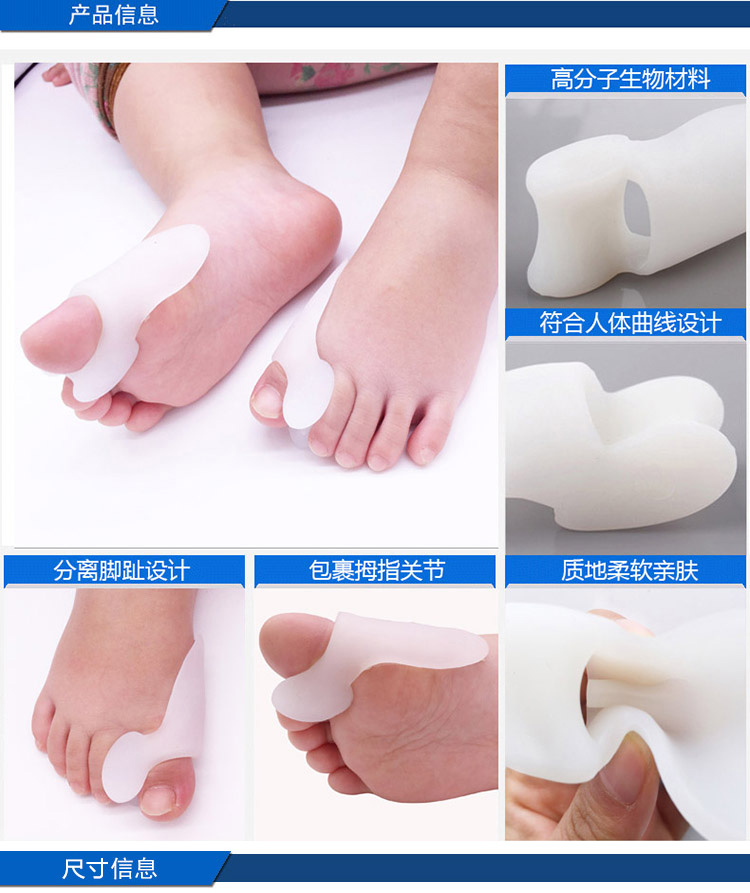 产品信息
高分子生物材料
符合人体曲线设计
分离脚趾设计
包裹拇指关节
质地柔软亲肤
尺寸信息